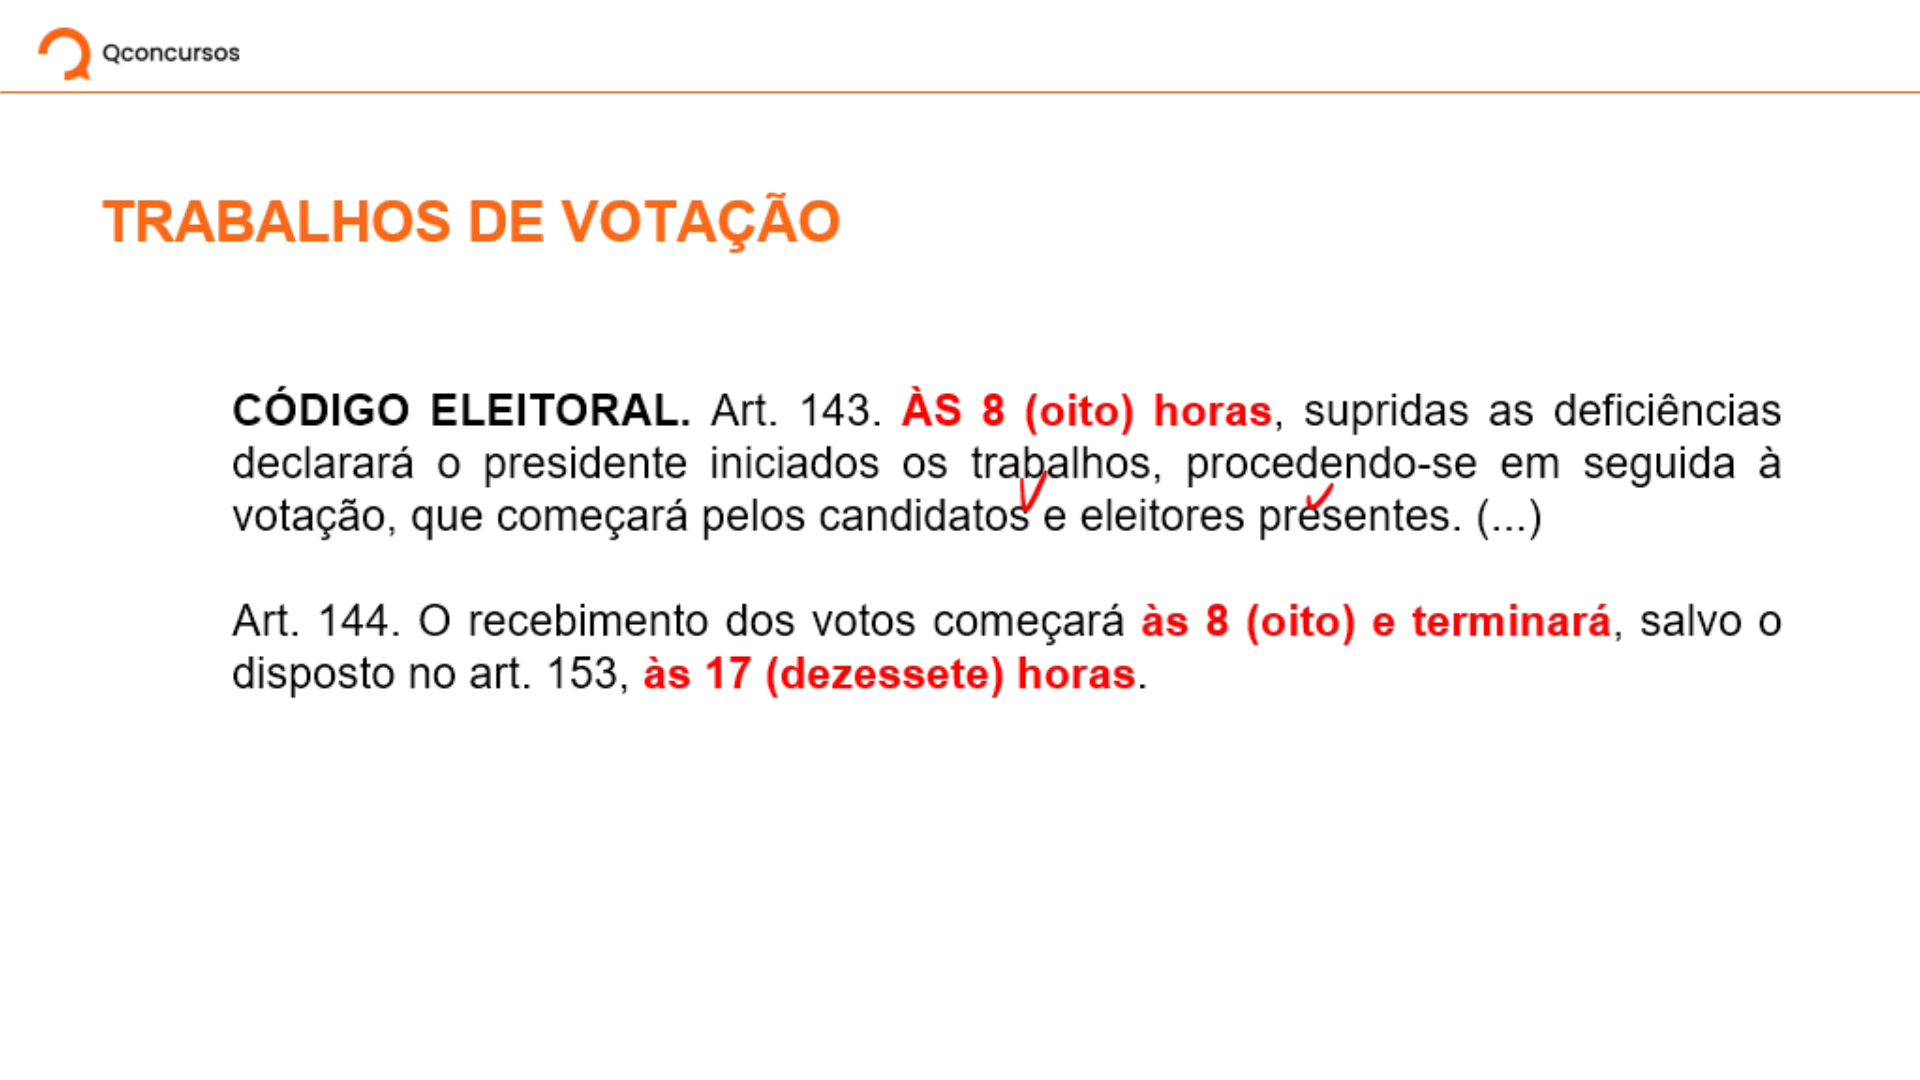 Qconcursos
TRABALHOS DE VOTAÇÃO
CÓDIGO ELEITORAL. Art. 143. ÀS 8 (oito) horas, supridas as deficiências
declarará o presidente iniciados os trabalhos, procedendo-se em seguida à
votação, que começará pelos candidatos e eleitores presentes. (...)
Art. 144. O recebimento dos votos começará às 8 (oito) e terminará, salvo o
disposto no art. 153, às 17 (dezessete) horas.